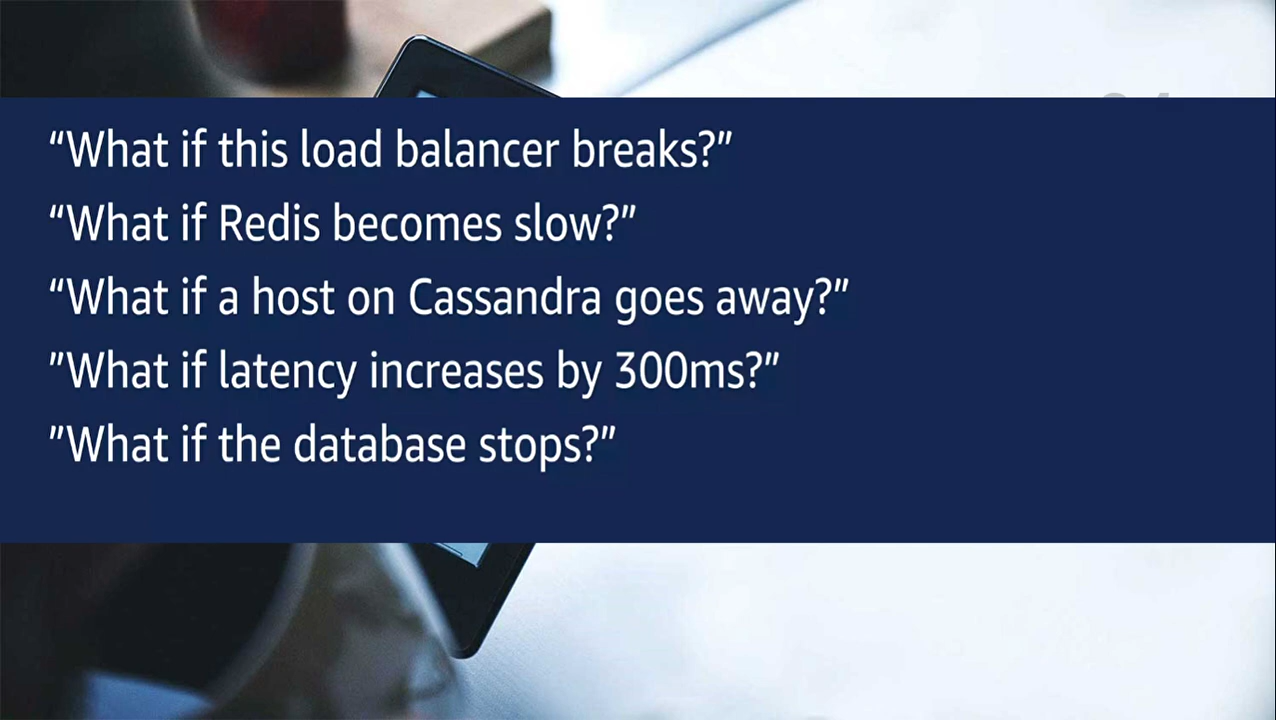 “What if this load balancer breaks?”
“What if Redis becomes slow?”
“What if a host on Cassandra goes away?”
”What if latency increases by 300ms?”
”What if the database stops?”